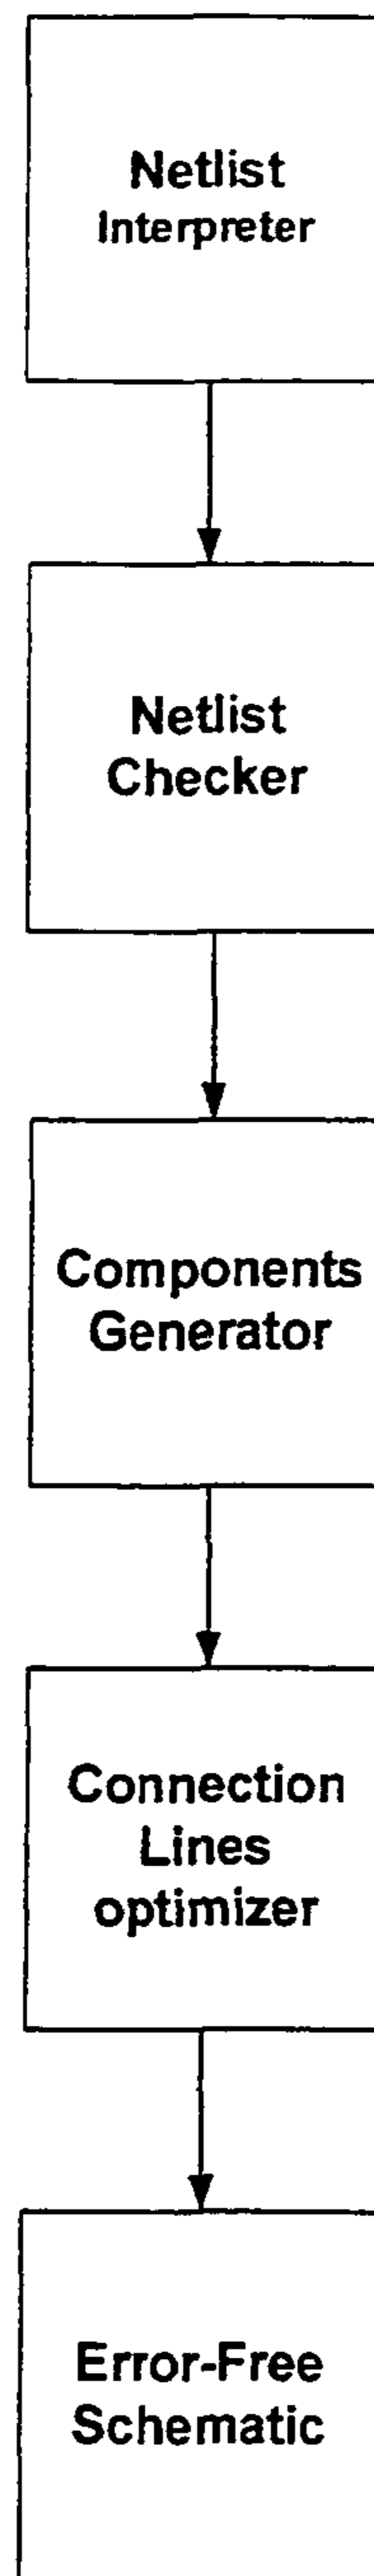 Netlist
Interpreter
Netlist
Checker
Components
Generator
Connection
Lines
optimizer
Error-Free
Schematic